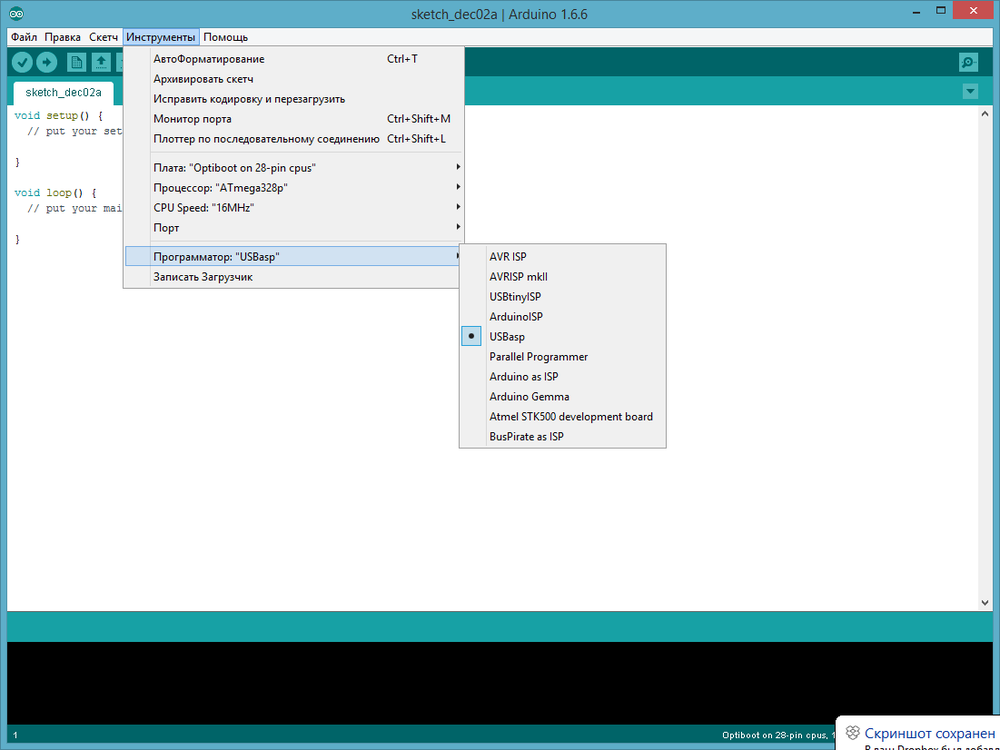 sketch_dec02a | Arduino 1.6.6
Файл Правка Скетч Инструменты Помощь
sketch_dec02a
void setup() {
// put your set
}
void loop() {
// put your mai
}
АвтоФорматирование Ctrl+T
Архивировать скетч
Исправить кодировку и перезагрузить
Монитор порта Ctrl+Shift+M
Плоттер по последовательному соединению Ctrl+Shift+L
Плата: "Optiboot on 28-pin cpus"
Процессор: "ATmega328p"
CPU Speed: "16MHz"
Порт
Программатор: "USBasp"
Записать Загрузчик
AVR ISP
AVRISP mkII
USBtinyISP
ArduinoISP
USBasp
Parallel Programmer
Arduino as ISP
Arduino Gemma
Atmel STK500 development board
BusPirate as ISP
1
Optiboot on 28-pin cpus, 1
Скриншот сохранен
В ваш Dropbox был добавл